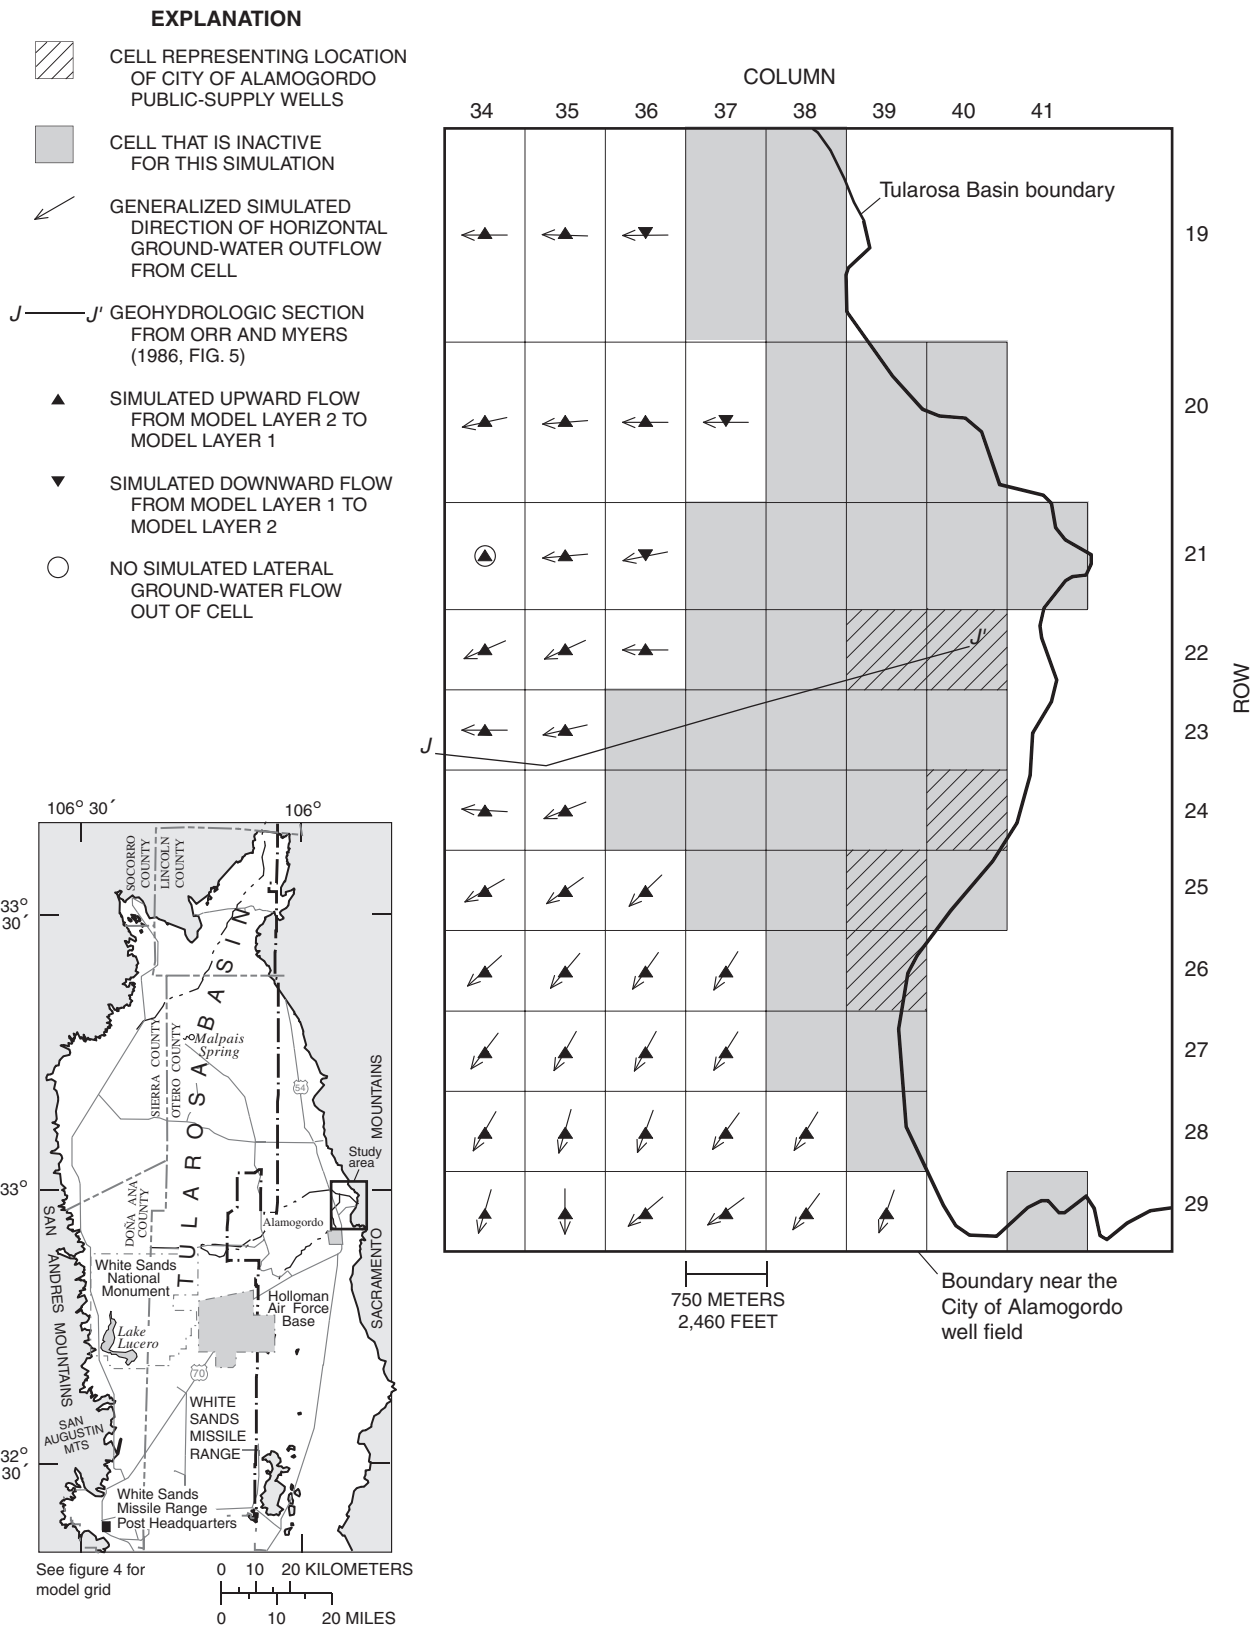 EXPLANATION
CELL REPRESENTING LOCATION
OF CITY OF ALAMOGORDO
PUBLIC-SUPPLY WELLS
CELL THAT IS INACTIVE
FOR THIS SIMULATION
GENERALIZED SIMULATED
DIRECTION OF HORIZONTAL
GROUND-WATER OUTFLOW
FROM CELL
J J' GEOHYDROLOGIC SECTION
FROM ORR AND MYERS
(1986, FIG. 5)
SIMULATED UPWARD FLOW
FROM MODEL LAYER 2 TO
MODEL LAYER 1
SIMULATED DOWNWARD FLOW
FROM MODEL LAYER 1 TO
MODEL LAYER 2
NO SIMULATED LATERAL
GROUND-WATER FLOW
OUT OF CELL
COLUMN
34 35 36 37 38 39 40 41
Tularosa Basin boundary
19
20
21
22
23
24
25
26
27
28
29
ROW
J
J'
750 METERS
2,460 FEET
Boundary near the
City of Alamogordo
well field
106° 30´ 106°
33°
30´
33°
32°
30´
SOCORRO
COUNTY
LINCOLN
COUNTY
TULAROSA BASIN
Malpais
Spring
SIERRA COUNTY
OTERO COUNTY
54
MOUNTAINS
Study
area
DOÑA ANA
COUNTY
Alamogordo
SACRAMENTO
SAN
ANDRES MOUNTAINS
White Sands
National
Monument
Holloman
Air Force
Base
Lake
Lucero
70
WHITE
SANDS
MISSILE
RANGE
SAN
AUGUSTIN
MTS
White Sands
Missile Range
Post Headquarters
See figure 4 for
model grid
0 10 20 KILOMETERS
0 10 20 MILES